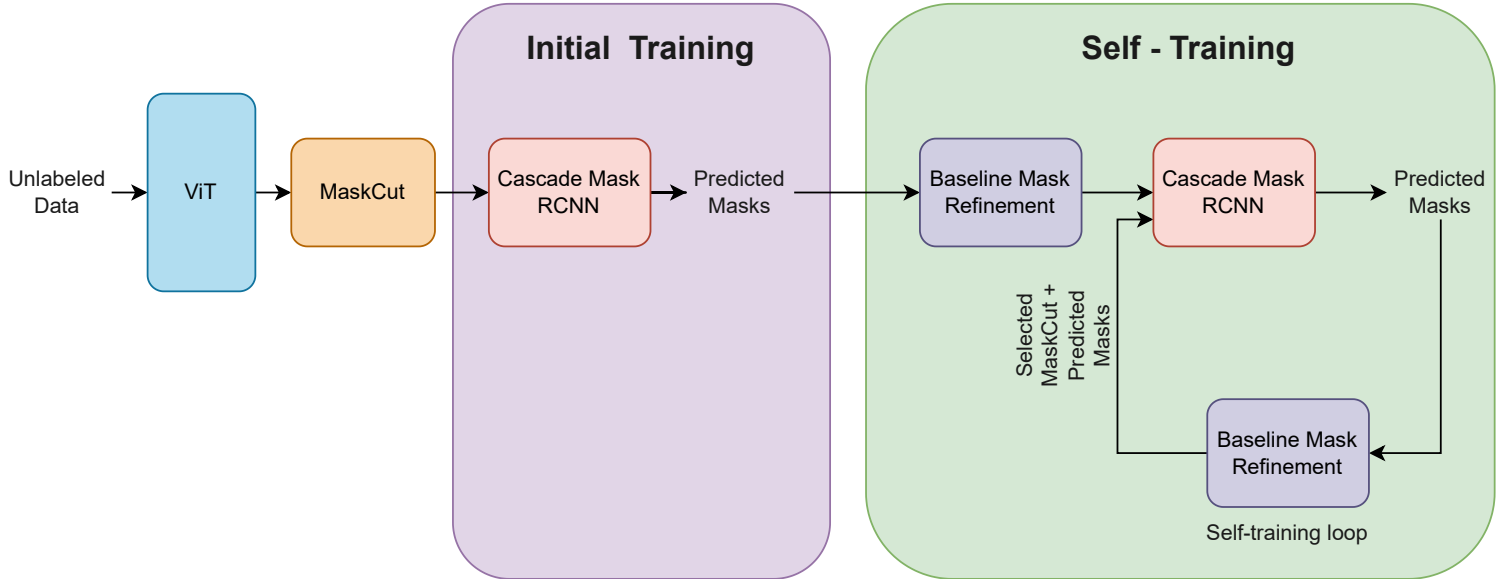 Initial Training
Self - Training
Unlabeled
Data
ViT
MaskCut
Cascade Mask
RCNN
Predicted
Masks
Baseline Mask
Refinement
Cascade Mask
RCNN
Predicted
Masks
Selected
MaskCut +
Predicted
Masks
Baseline Mask
Refinement
Self-training loop